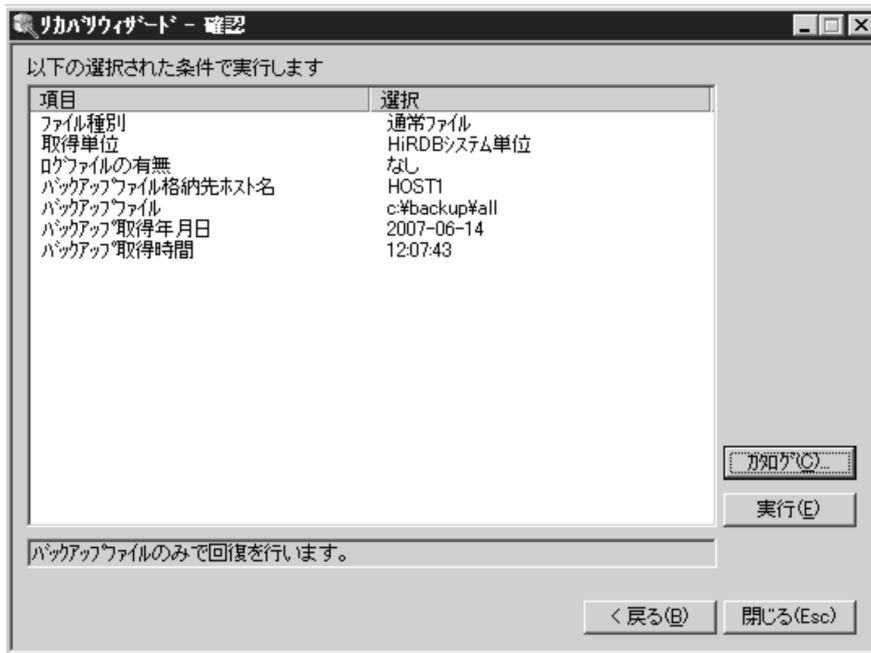 リカバリウィザード - 確認
以下の選択された条件で実行します
項目 選択
ファイル種別 通常ファイル
取得単位 HiRDBシステム単位
ログファイルの有無 なし
バックアップファイル格納先ホスト名 HOST1
バックアップファイル c:¥backup¥all
バックアップ取得年月日 2007-06-14
バックアップ取得時間 12:07:43
カタログ(C)...
実行(E)
バックアップファイルのみで回復を行います。
< 戻る(B) 閉じる(Esc)